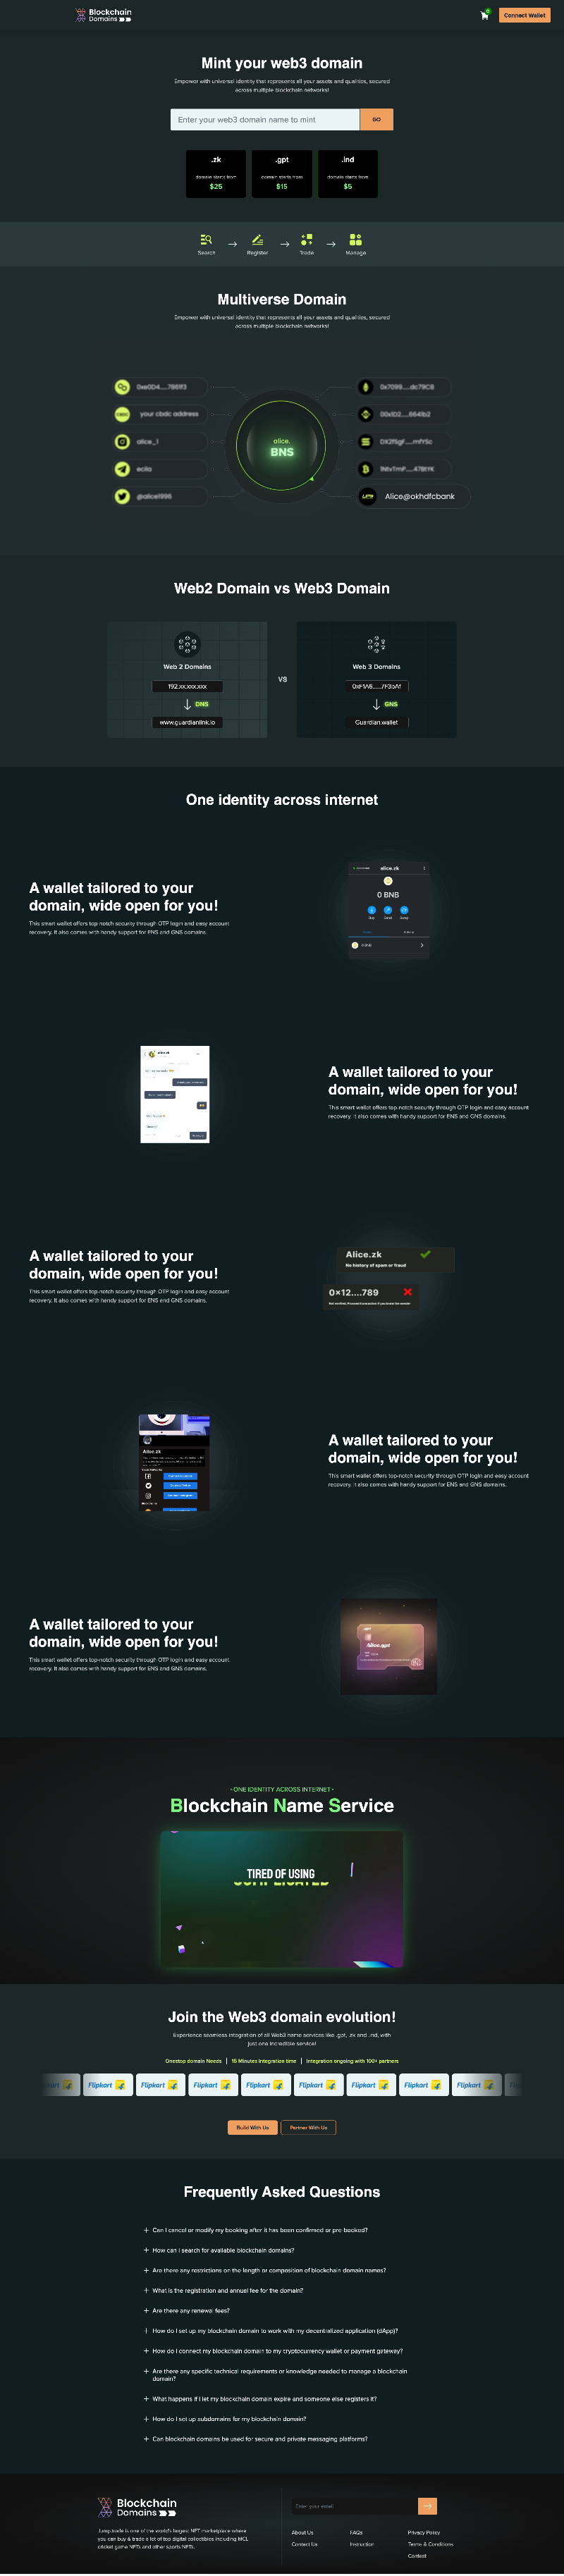 Blockchain
Domains
0
Connect Wallet
Mint your web3 domain
Empower with universal identity that represents all your assets and qualities, secured
across multiple blockchain networks!
Enter your web3 domain name to mint
GO
.zk
domain starts from
$25
.gpt
domain starts from
$15
.ind
domain starts from
$5
Search
Register
Trade
Manage
Multiverse Domain
Empower with universal identity that represents all your assets and qualities, secured
across multiple blockchain networks!
your cbdc address
alice_1
@alice1996
alice.
BNS
Alice@okhdfcbank
Web2 Domain vs Web3 Domain
Web 2 Domains
192.xx.xxx.xxx
DNS
www.guardianlink.io
VS
Web 3 Domains
GNS
Guardian.wallet
One identity across internet
A wallet tailored to your
domain, wide open for you!
This smart wallet offers top-notch security through OTP login and easy account
recovery. It also comes with handy support for ENS and GNS domains.
alice.zk
0 BNB
alice.zk
A wallet tailored to your
domain, wide open for you!
This smart wallet offers top-notch security through OTP login and easy account
recovery. It also comes with handy support for ENS and GNS domains.
A wallet tailored to your
domain, wide open for you!
This smart wallet offers top-notch security through OTP login and easy account
recovery. It also comes with handy support for ENS and GNS domains.
Alice.zk
No history of spam or fraud
0×12....789
Alice.zk
A wallet tailored to your
domain, wide open for you!
This smart wallet offers top-notch security through OTP login and easy account
recovery. It also comes with handy support for ENS and GNS domains.
A wallet tailored to your
domain, wide open for you!
This smart wallet offers top-notch security through OTP login and easy account
recovery. It also comes with handy support for ENS and GNS domains.
Alice.gpt
• ONE IDENTITY ACROSS INTERNET •
Blockchain Name Service
TIRED OF USING
COMPLICATED
Join the Web3 domain evolution!
Experience seamless integration of all Web3 name services like .gpt, .zk and .ind, with
just one incredible service!
Onestop domain Needs | 15 Minutes Integration time | Integration ongoing with 100+ partners
Flipkart Flipkart Flipkart Flipkart Flipkart Flipkart Flipkart Flipkart
Build With Us
Partner With Us
Frequently Asked Questions
Can I cancel or modify my booking after it has been confirmed or pre-booked?
How can I search for available blockchain domains?
Are there any restrictions on the length or composition of blockchain domain names?
What is the registration and annual fee for the domain?
Are there any renewal fees?
How do I set up my blockchain domain to work with my decentralized application (dApp)?
How do I connect my blockchain domain to my cryptocurrency wallet or payment gateway?
Are there any specific technical requirements or knowledge needed to manage a blockchain
domain?
What happens if I let my blockchain domain expire and someone else registers it?
How do I set up subdomains for my blockchain domain?
Can blockchain domains be used for secure and private messaging platforms?
Blockchain
Domains
Jump.trade is one of the world's largest NFT marketplace where
you can buy & trade a lot of top digital collectibles including MCL
cricket game NFTs and other sports NFTs.
Enter your email
About Us
FAQs
Privacy Policy
Contact Us
Instruction
Terms & Conditions
Contest